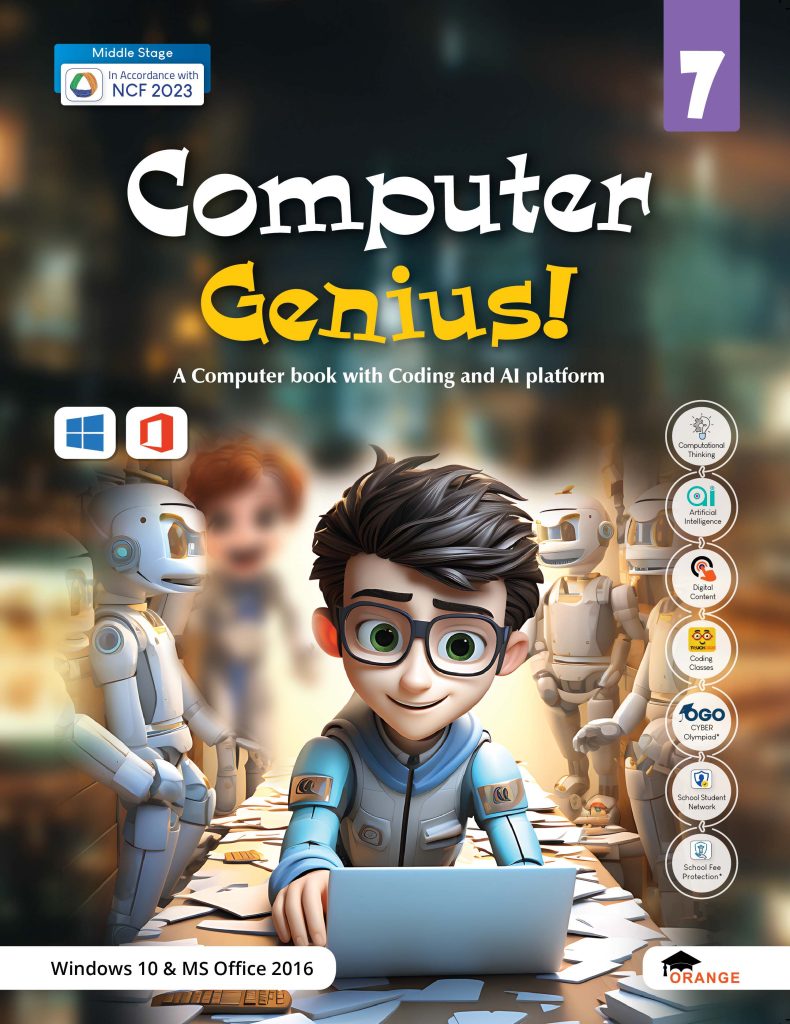 Middle Stage
In Accordance with
NCF 2023
7
Computer
Genius!
A Computer book with Coding and AI platform
Computational
Thinking
ai
Artificial
Intelligence
Digital
Content
Coding
Classes
OGO
CYBER
Olympiad*
School Student
Network
School Fee
Protection*
Windows 10 & MS Office 2016
ORANGE